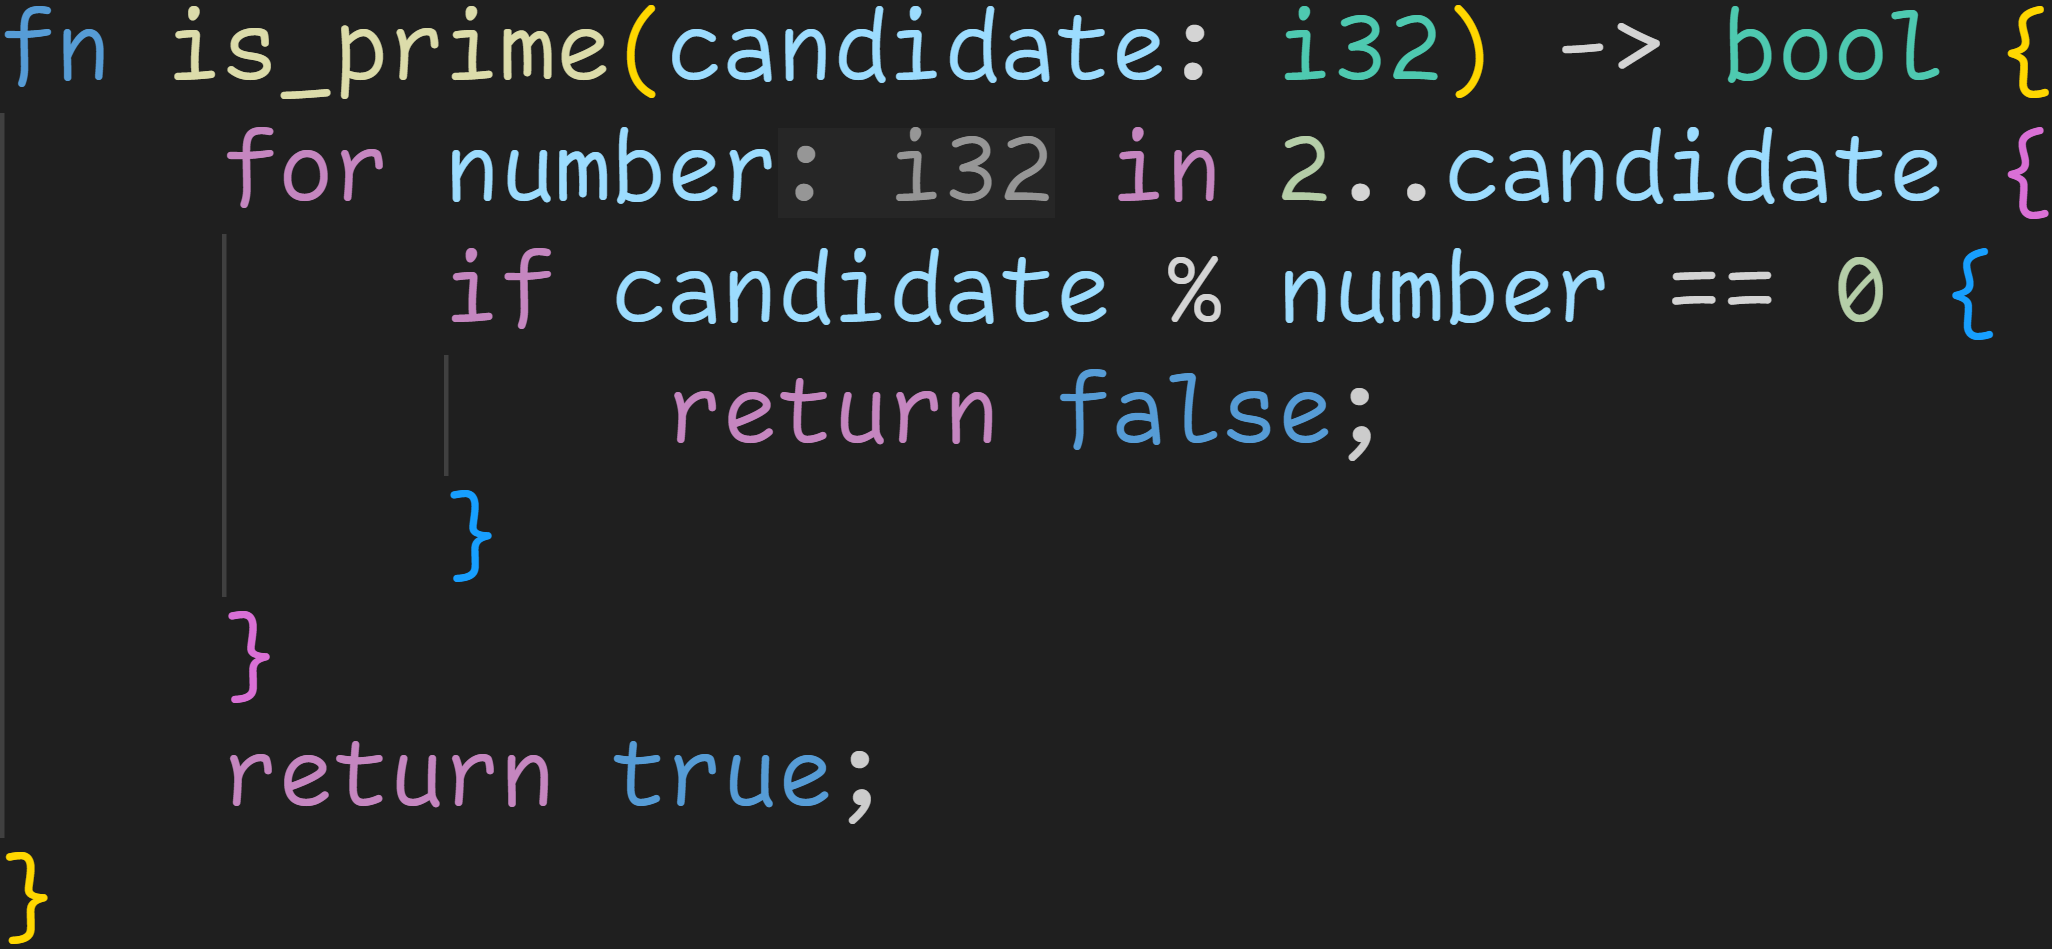 fn is_prime(candidate: i32) -> bool {
    for number: i32 in 2..candidate {
        if candidate % number == 0 {
            return false;
        }
    }
    return true;
}